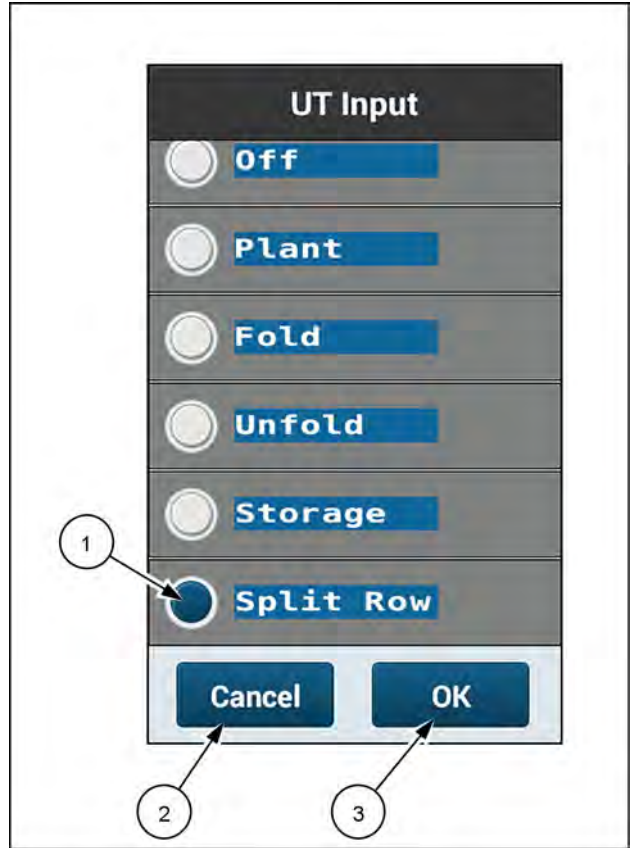 UT Input
Off
Plant
Fold
Unfold
Storage
1
Split Row
Cancel OK
2 3